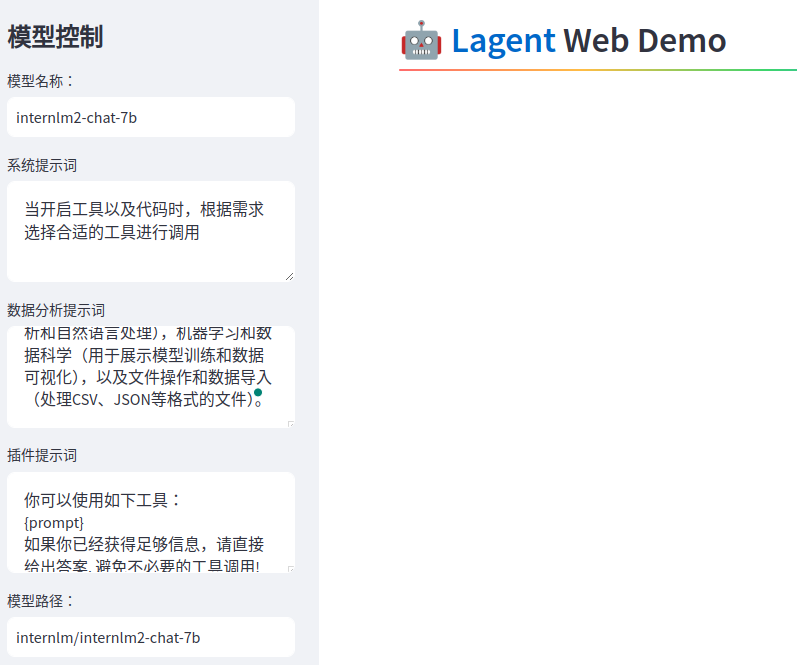 模型控制
模型名称：
internlm2-chat-7b
系统提示词
当开启工具以及代码时，根据需求
选择合适的工具进行调用
数据分析提示词
析和自然语言处理)，机器学习和数
据科学（用于展示模型训练和数据
可视化)，以及文件操作和数据导入
（处理CSV、JSON等格式的文件)。
插件提示词
你可以使用如下工具：
{prompt}
如果你已经获得足够信息，请直接
给出答案. 避免不必要的工具调用!
模型路径：
internlm/internlm2-chat-7b
Lagent Web Demo